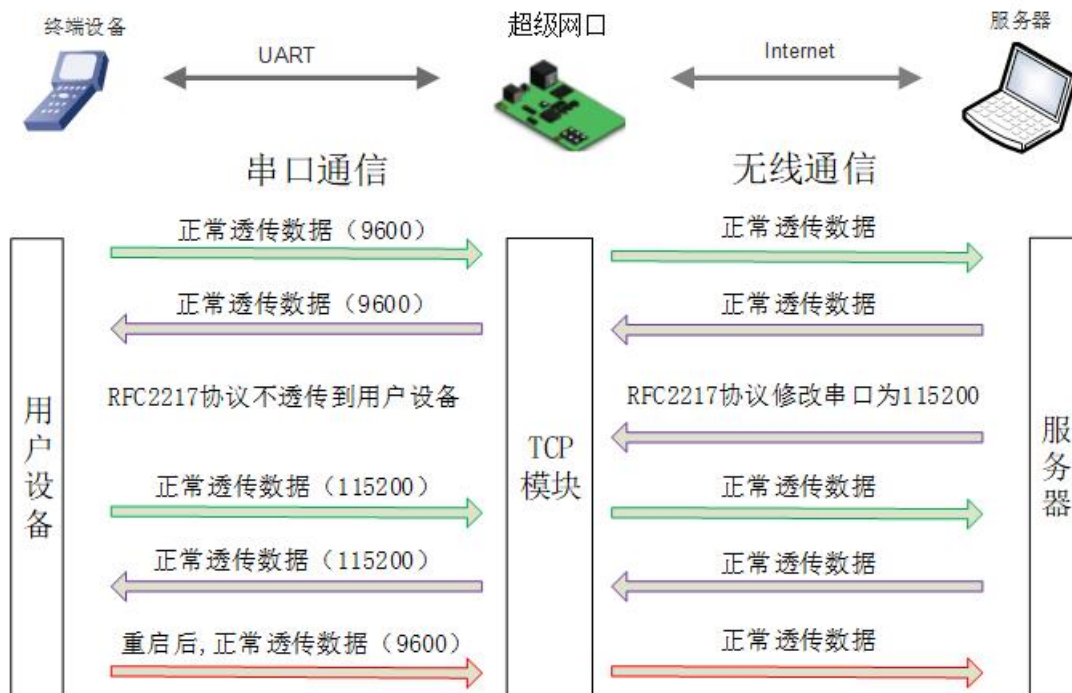 终端设备
超级网口
服务器
UART
Internet
串口通信
无线通信
正常透传数据（9600）
正常透传数据
正常透传数据（9600）
正常透传数据
RFC2217协议不透传到用户设备
RFC2217协议修改串口为115200
用户设备
TCP
模块
服务器
正常透传数据（115200）
正常透传数据
正常透传数据（115200）
正常透传数据
重启后,正常透传数据（9600）
正常透传数据